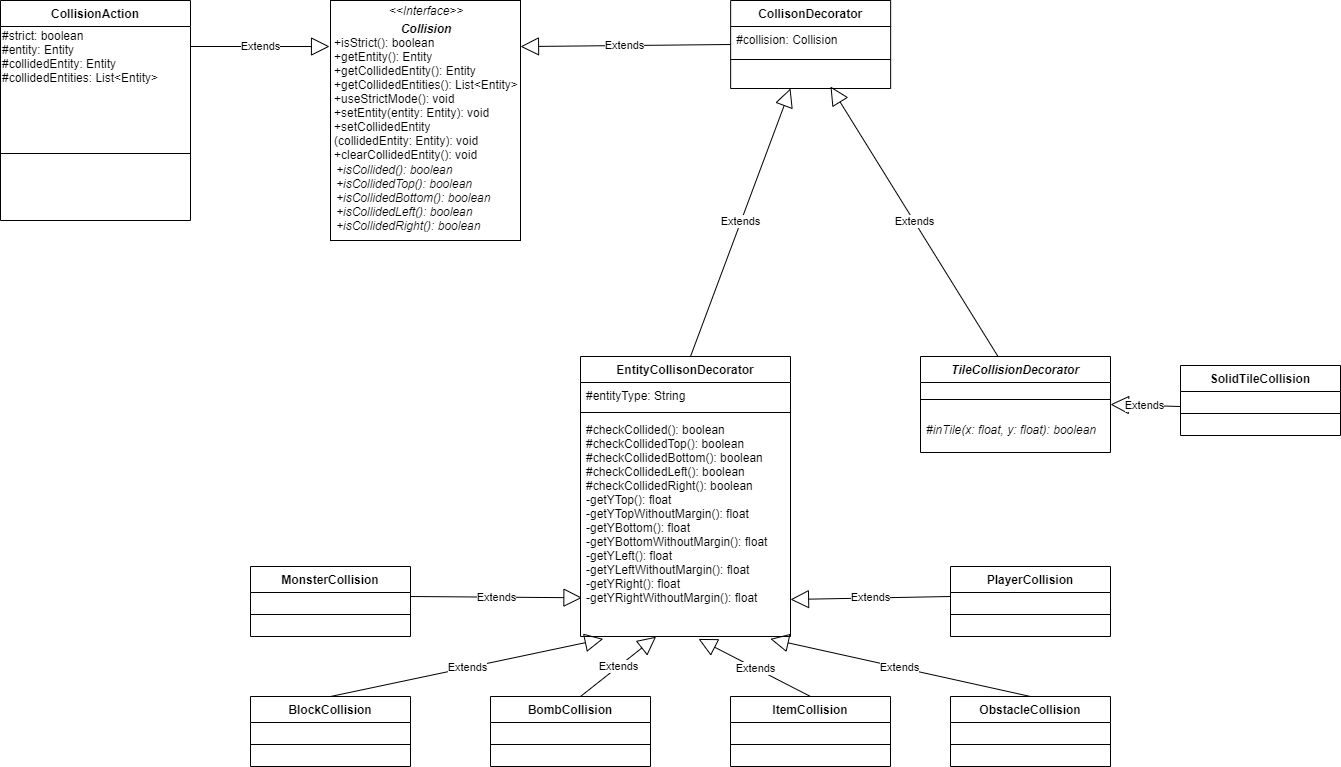 CollisionAction
#strict: boolean
#entity: Entity
#collidedEntity: Entity
#collidedEntities: List<Entity>
Extends
<<Interface>>
Collision
+isStrict(): boolean
+getEntity(): Entity
+getCollidedEntity(): Entity
+getCollidedEntities(): List<Entity>
+useStrictMode(): void
+setEntity(entity: Entity): void
+setCollidedEntity
(collidedEntity: Entity): void
+clearCollidedEntity(): void
+isCollided(): boolean
+isCollidedTop(): boolean
+isCollidedBottom(): boolean
+isCollidedLeft(): boolean
+isCollidedRight(): boolean
Extends
CollisonDecorator
#collision: Collision
Extends
Extends
EntityCollisonDecorator
#entityType: String
#checkCollided(): boolean
#checkCollidedTop(): boolean
#checkCollidedBottom(): boolean
#checkCollidedLeft(): boolean
#checkCollidedRight(): boolean
-getYTop(): float
-getYTopWithoutMargin(): float
-getYBottom(): float
-getYBottomWithoutMargin(): float
-getYLeft(): float
-getYLeftWithoutMargin(): float
-getYRight(): float
-getYRightWithoutMargin(): float
TileCollisionDecorator
#inTile(x: float, y: float): boolean
Extends
SolidTileCollision
MonsterCollision
Extends
Extends
PlayerCollision
Extends
Extends
Extends
Extends
BlockCollision
BombCollision
ItemCollision
ObstacleCollision